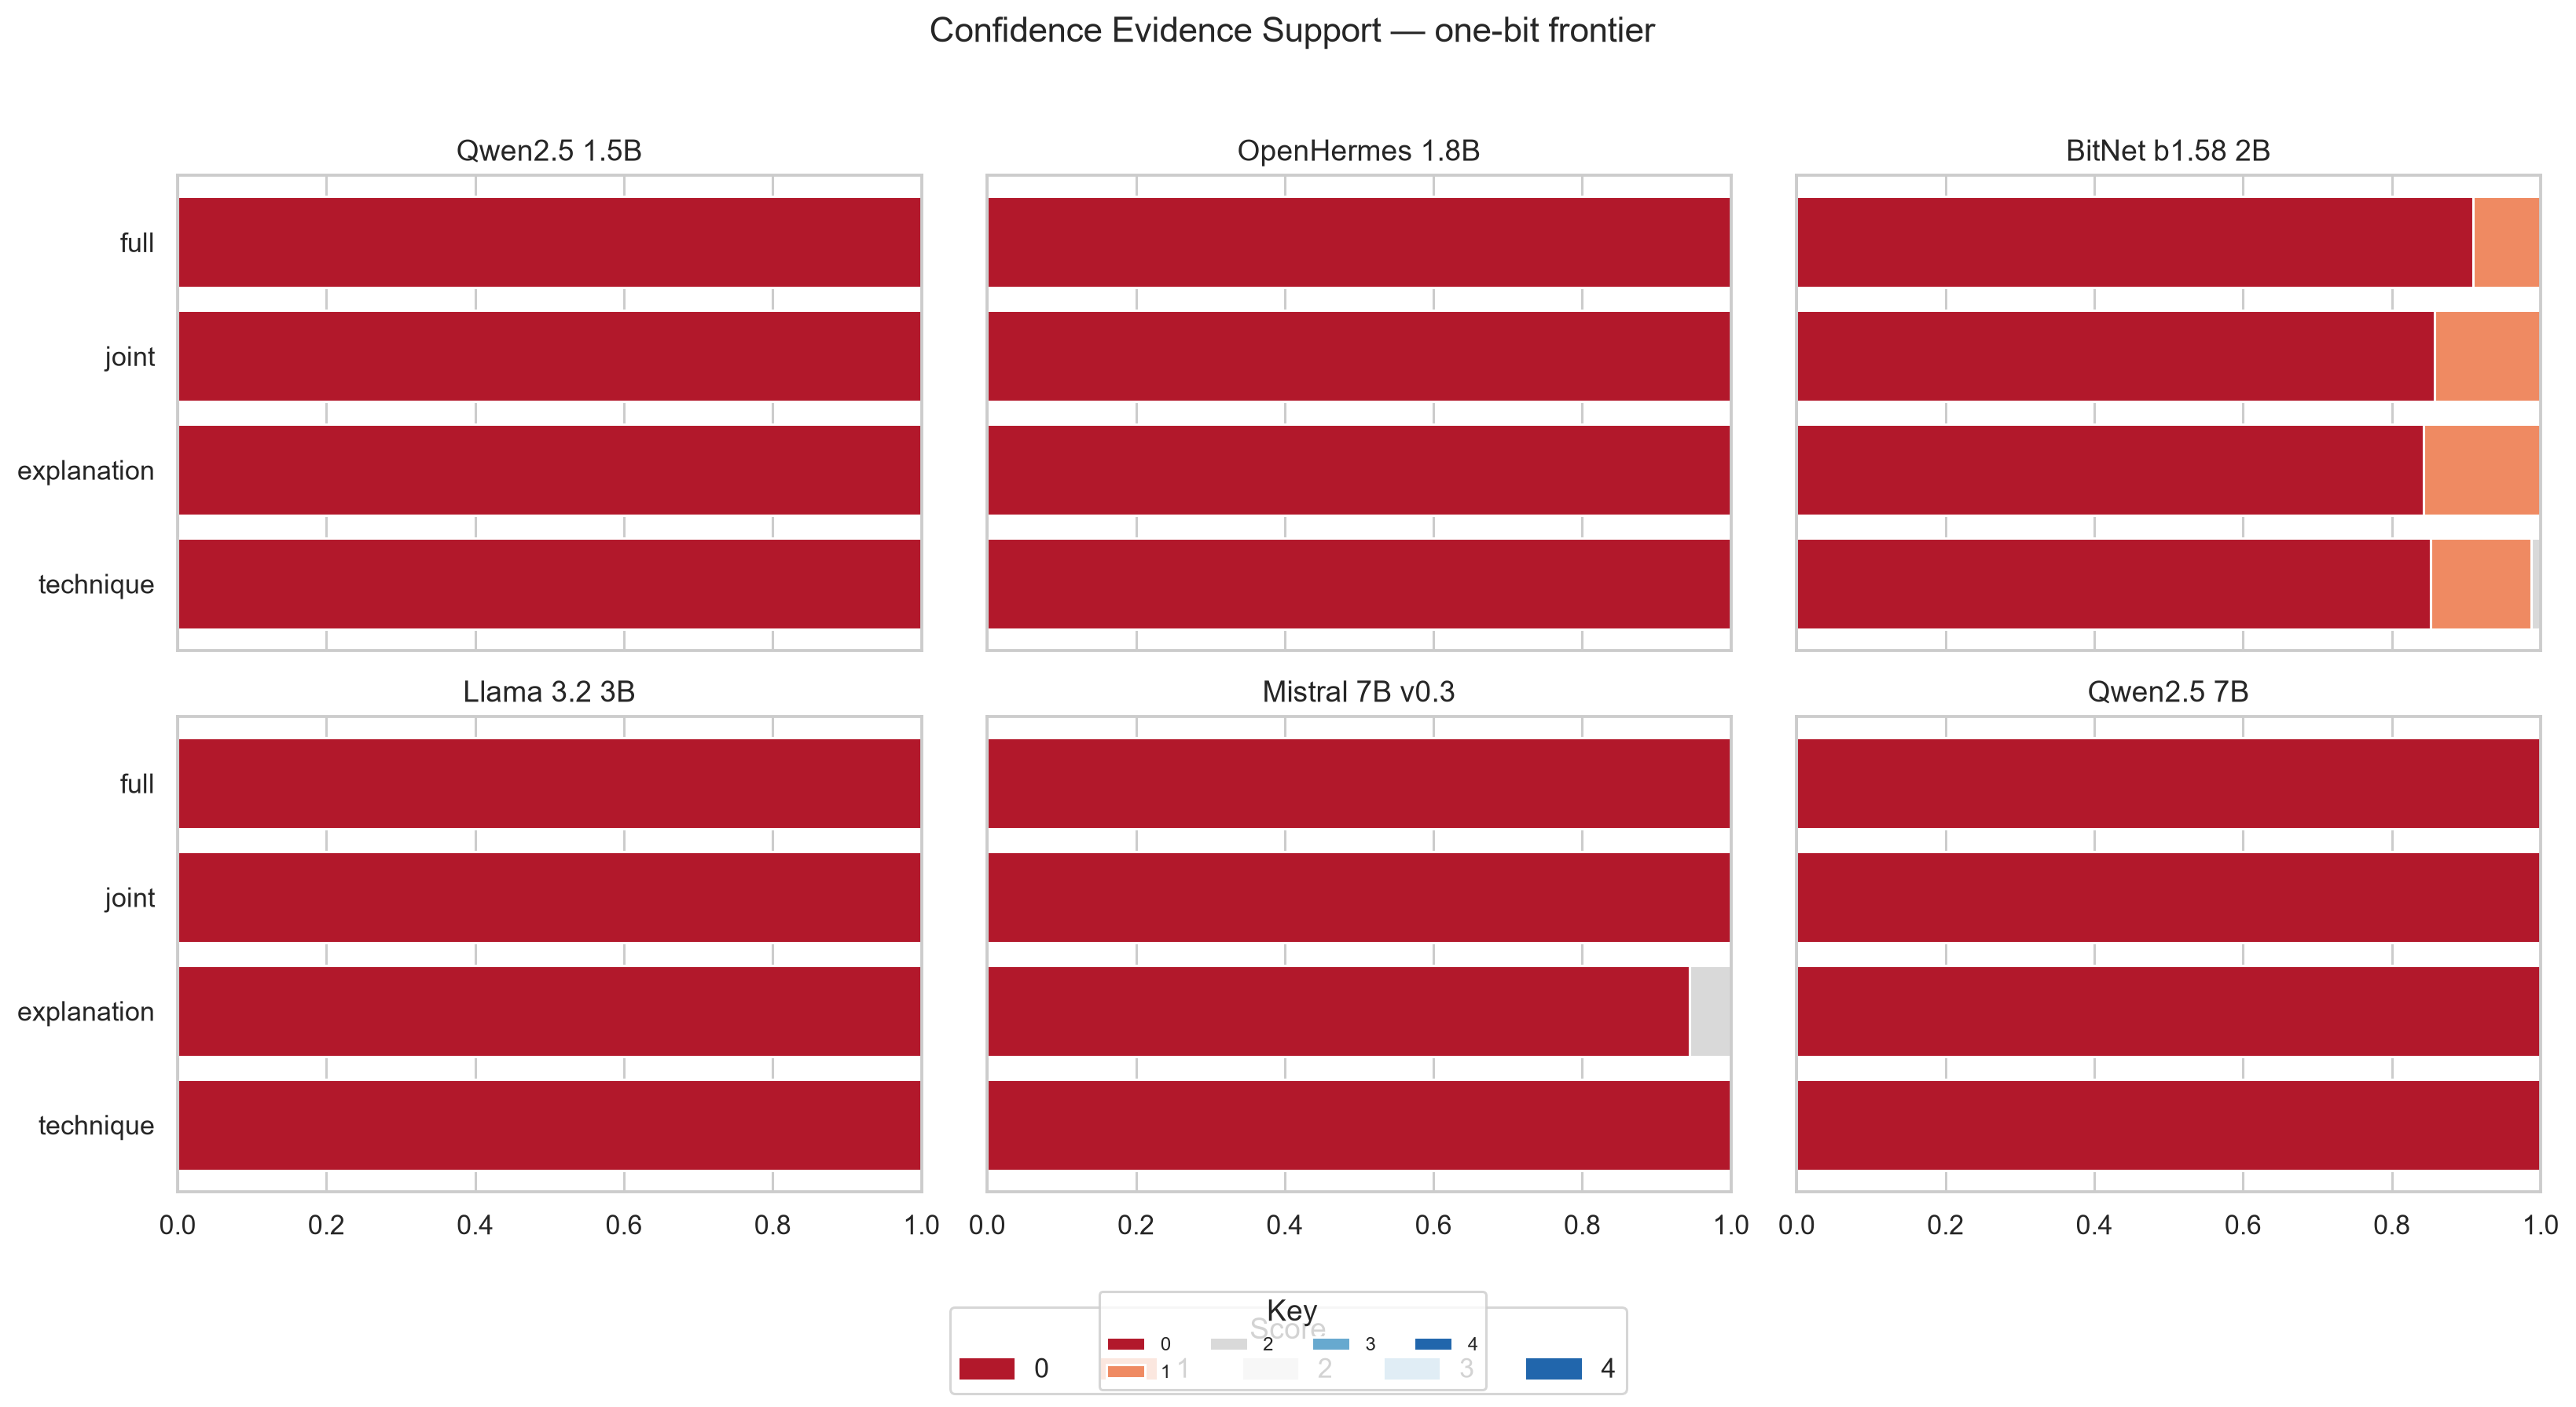 Confidence Evidence Support — one-bit frontier
Qwen2.5 1.5B
OpenHermes 1.8B
BitNet b1.58 2B
full
joint
explanation
technique
Llama 3.2 3B
Mistral 7B v0.3
Qwen2.5 7B
full
joint
explanation
technique
0.0 0.2 0.4 0.6 0.8 1.0
0.0 0.2 0.4 0.6 0.8 1.0
0.0 0.2 0.4 0.6 0.8 1.0
Key
0 2 3 4
1
Score
0 1 2 3 4